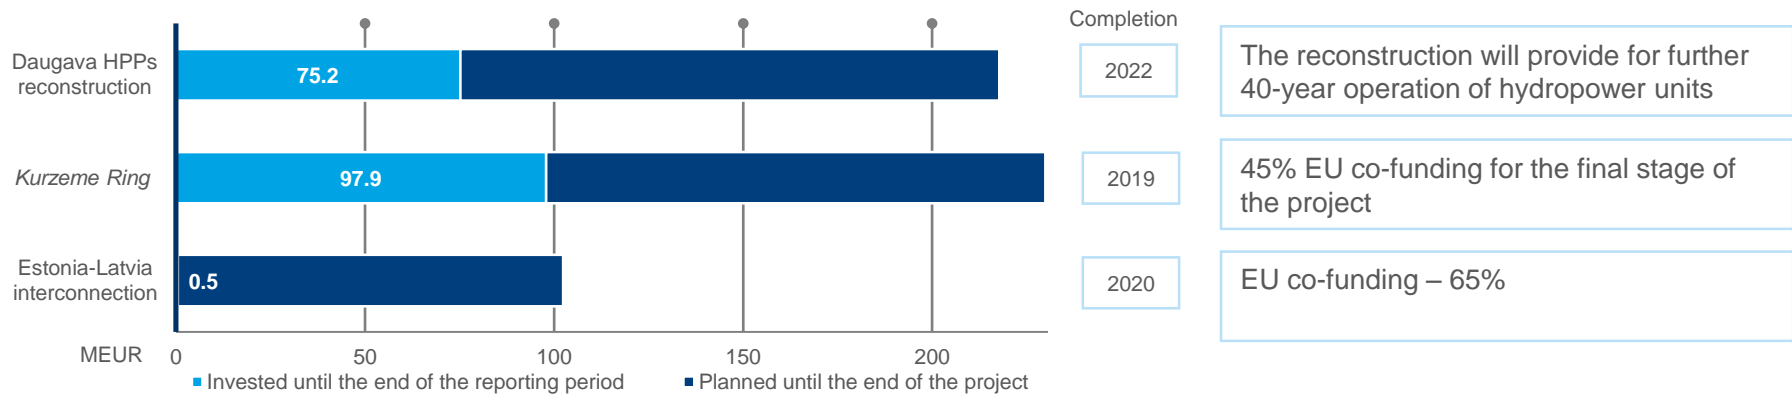 Completion
Daugava HPPs
reconstruction
75.2
2022
The reconstruction will provide for further
40-year operation of hydropower units
Kurzeme Ring
97.9
2019
45% EU co-funding for the final stage of
the project
Estonia-Latvia
interconnection
0.5
2020
EU co-funding – 65%
MEUR 0 50 100 150 200
Invested until the end of the reporting period Planned until the end of the project